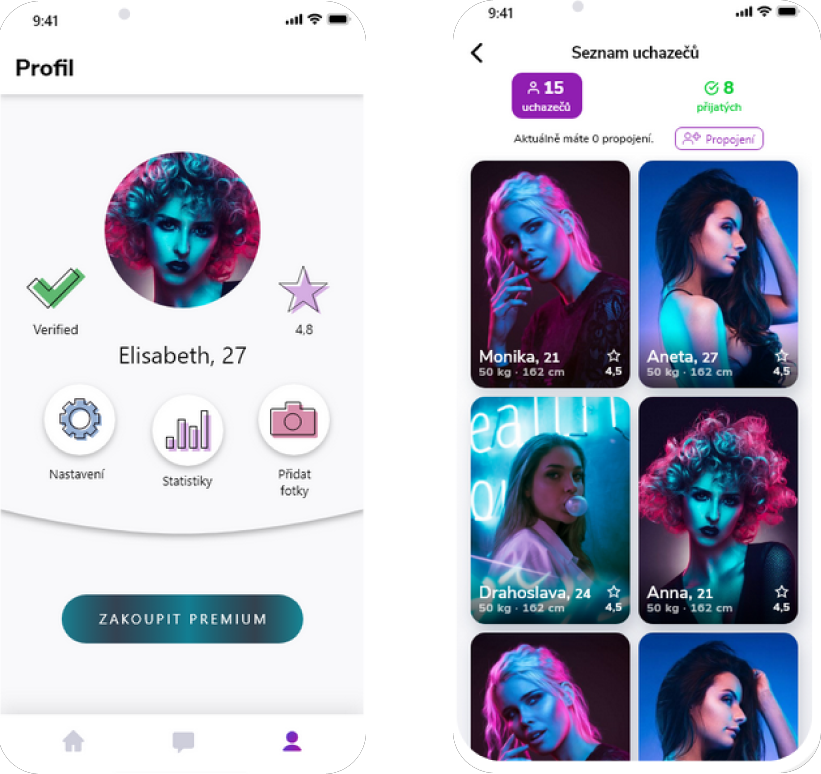 9:41
Profil
Verified
4,8
Elisabeth, 27
Nastavení
Statistiky
Přidat
fotky
ZAKOUPIT PREMIUM
9:41
Seznam uchazečů
15
uchazečů
8
přijatých
Aktuálně máte 0 propojení.
Propojení
Monika, 21
50 kg · 162 cm
4,5
Aneta, 27
50 kg · 162 cm
4,5
Drahoslava, 24
50 kg · 162 cm
4,5
Anna, 21
50 kg · 162 cm
4,5